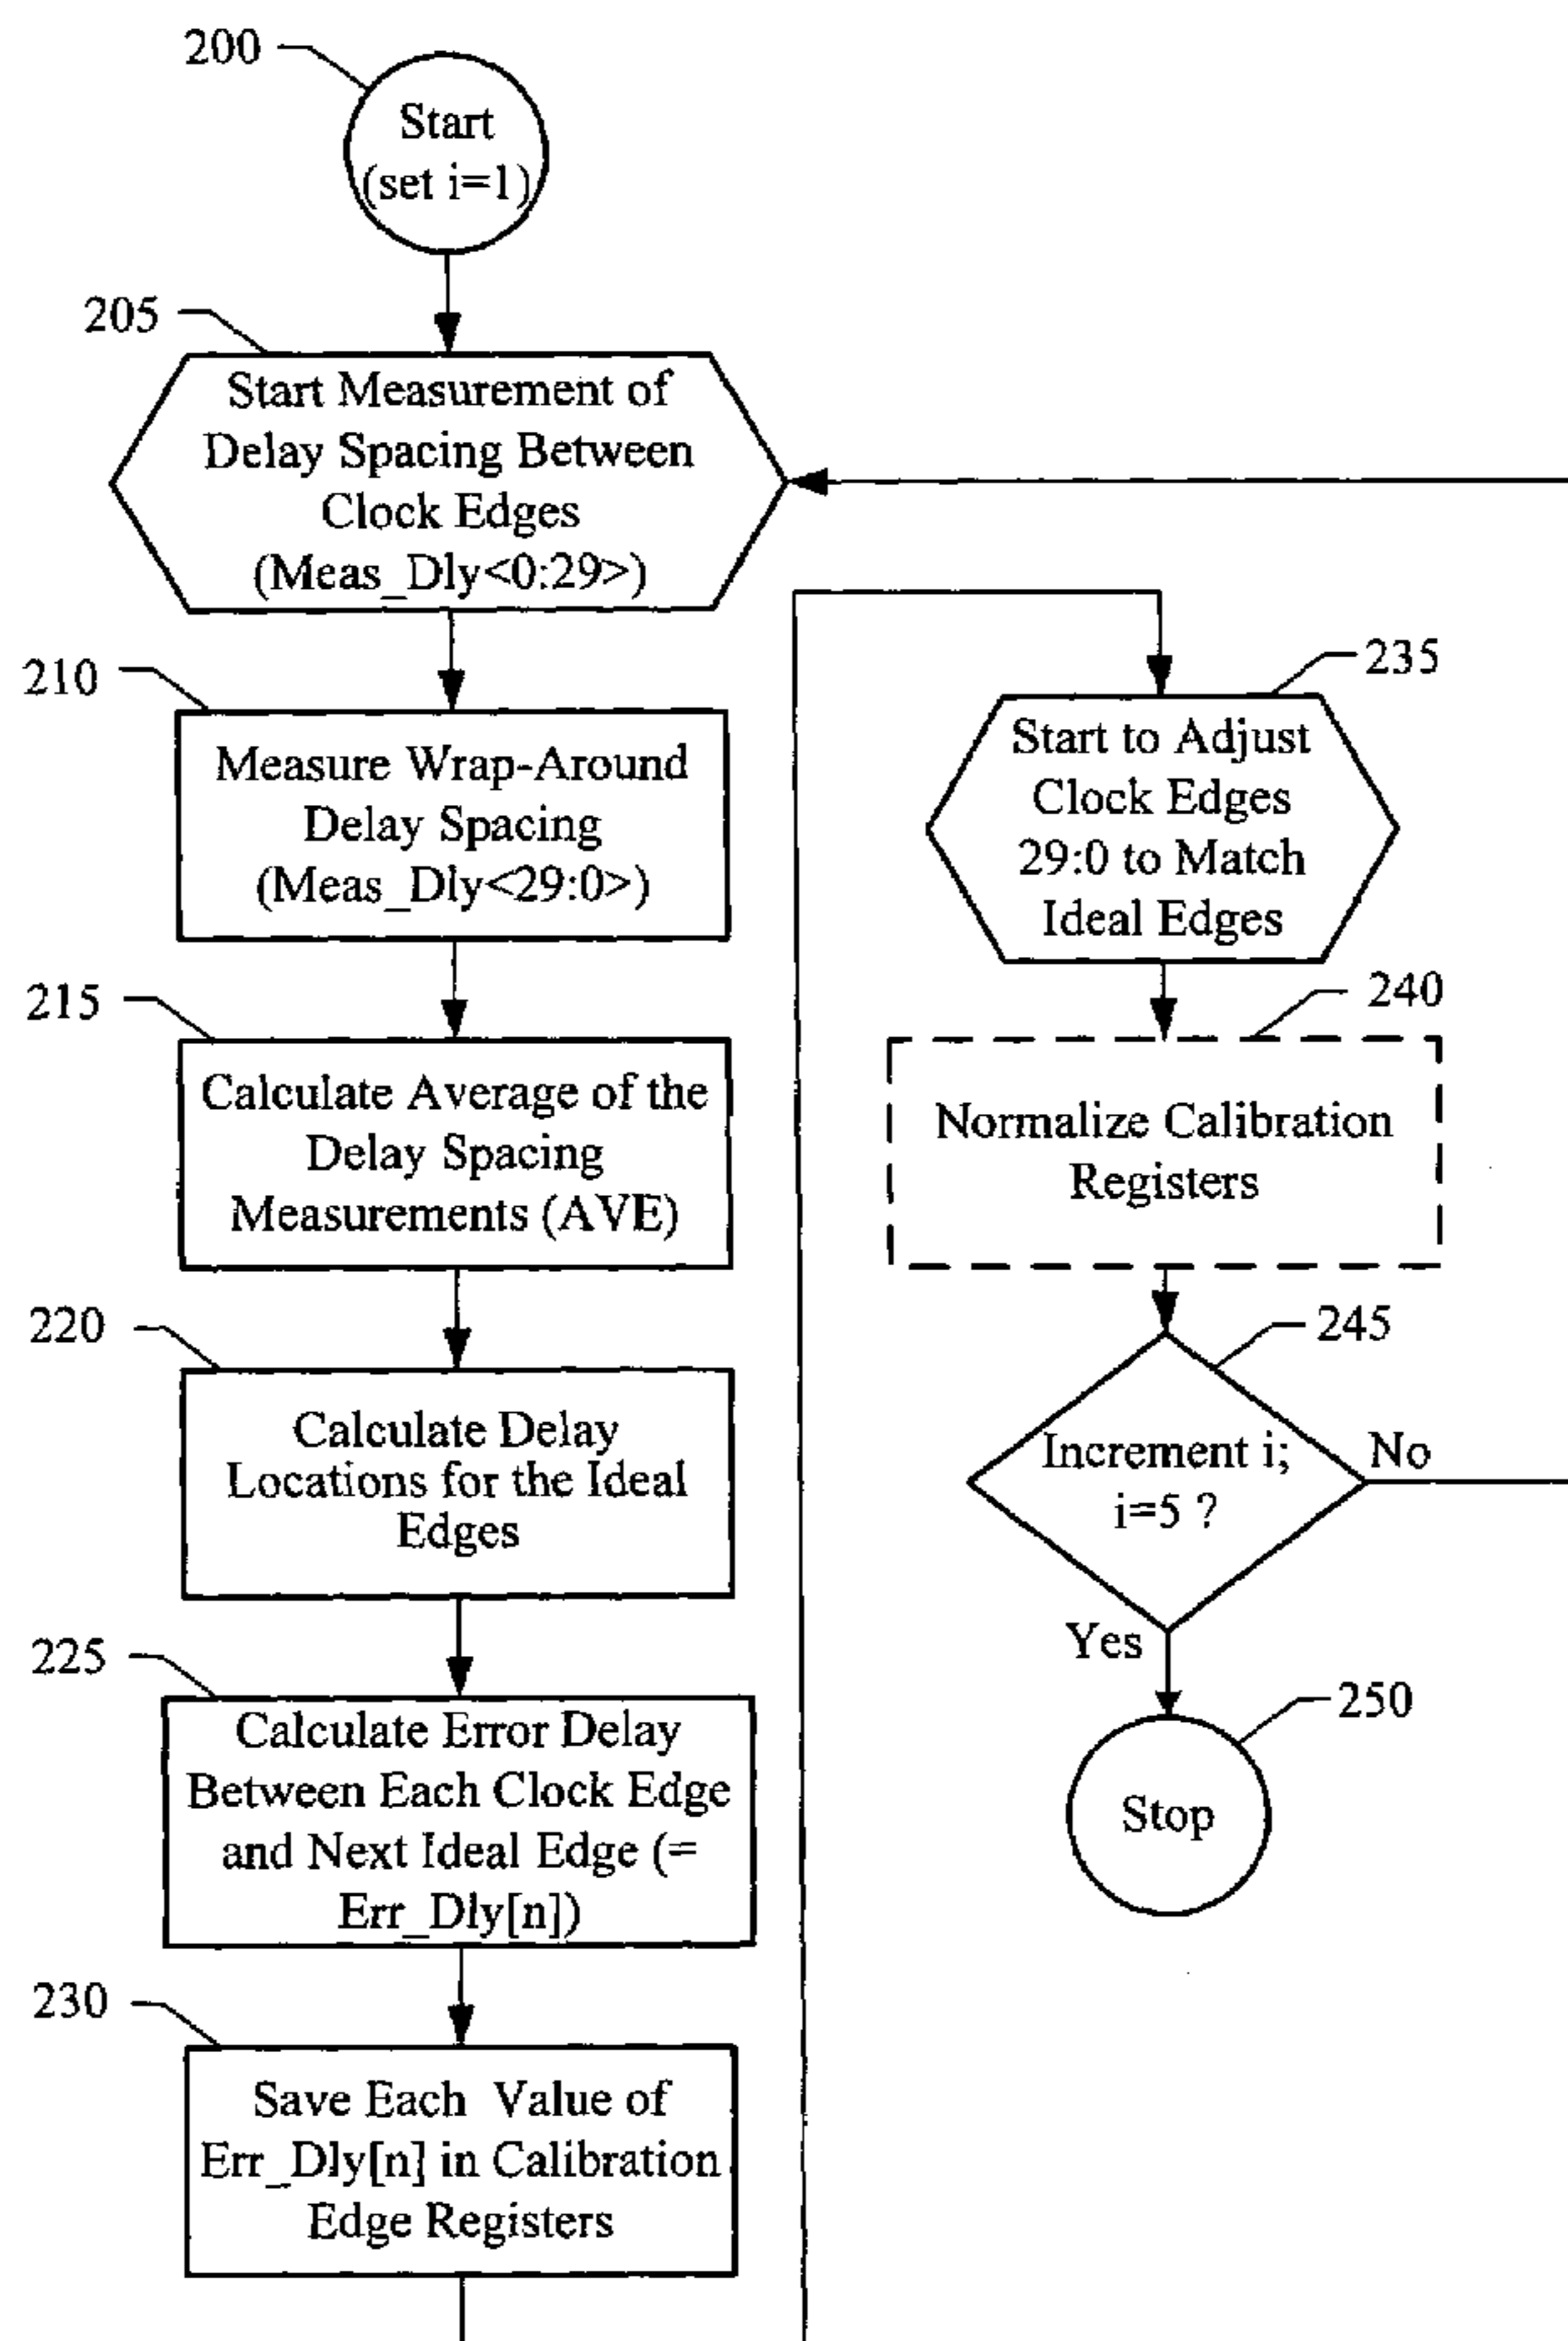 200
Start
(set i=1)
205
Start Measurement of
Delay Spacing Between
Clock Edges
(Meas_Dly<0:29>)
210
Measure Wrap-Around
Delay Spacing
(Meas_Dly<29:0>)
215
Calculate Average of the
Delay Spacing
Measurements (AVE)
220
Calculate Delay
Locations for the Ideal
Edges
225
Calculate Error Delay
Between Each Clock Edge
and Next Ideal Edge (=
Err_Dly[n])
230
Save Each Value of
Err_Dly[n] in Calibration
Edge Registers
235
Start to Adjust
Clock Edges
29:0 to Match
Ideal Edges
240
Normalize Calibration
Registers
245
Increment i;
i=5 ?
No
Yes
250
Stop